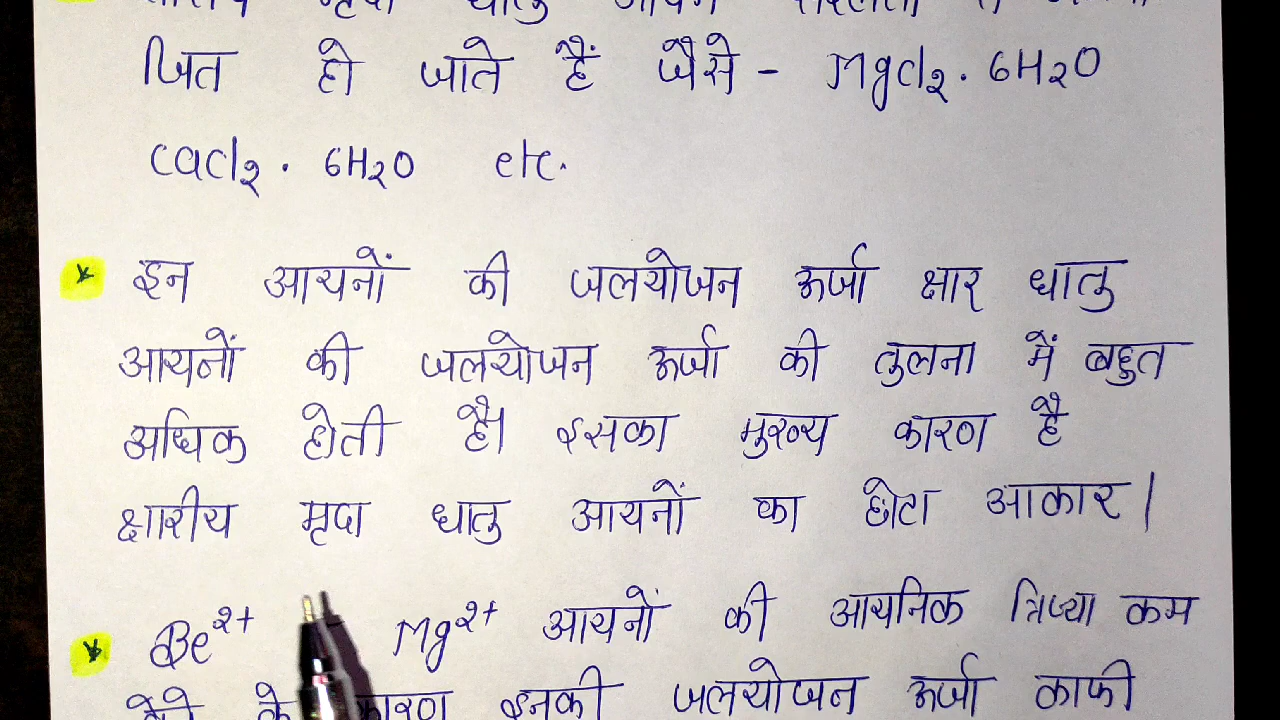 मृदा धातु आयन
जित हो जाते हैं जैसे - Mgcl2. 6H2O
cacl2. 6H2O etc.
* इन आयनों की जलयोजन ऊर्जा क्षार धातु
आयनों की जलयोजन ऊर्जा की तुलना में बहुत
अधिक होती है। इसका मुख्य कारण है
क्षारीय मृदा धातु आयनों का छोटा आकार।
* Be2+ Mg2+ आयनों की आयनिक त्रिज्या कम
होने के कारण इनकी जलयोजन ऊर्जा काफी